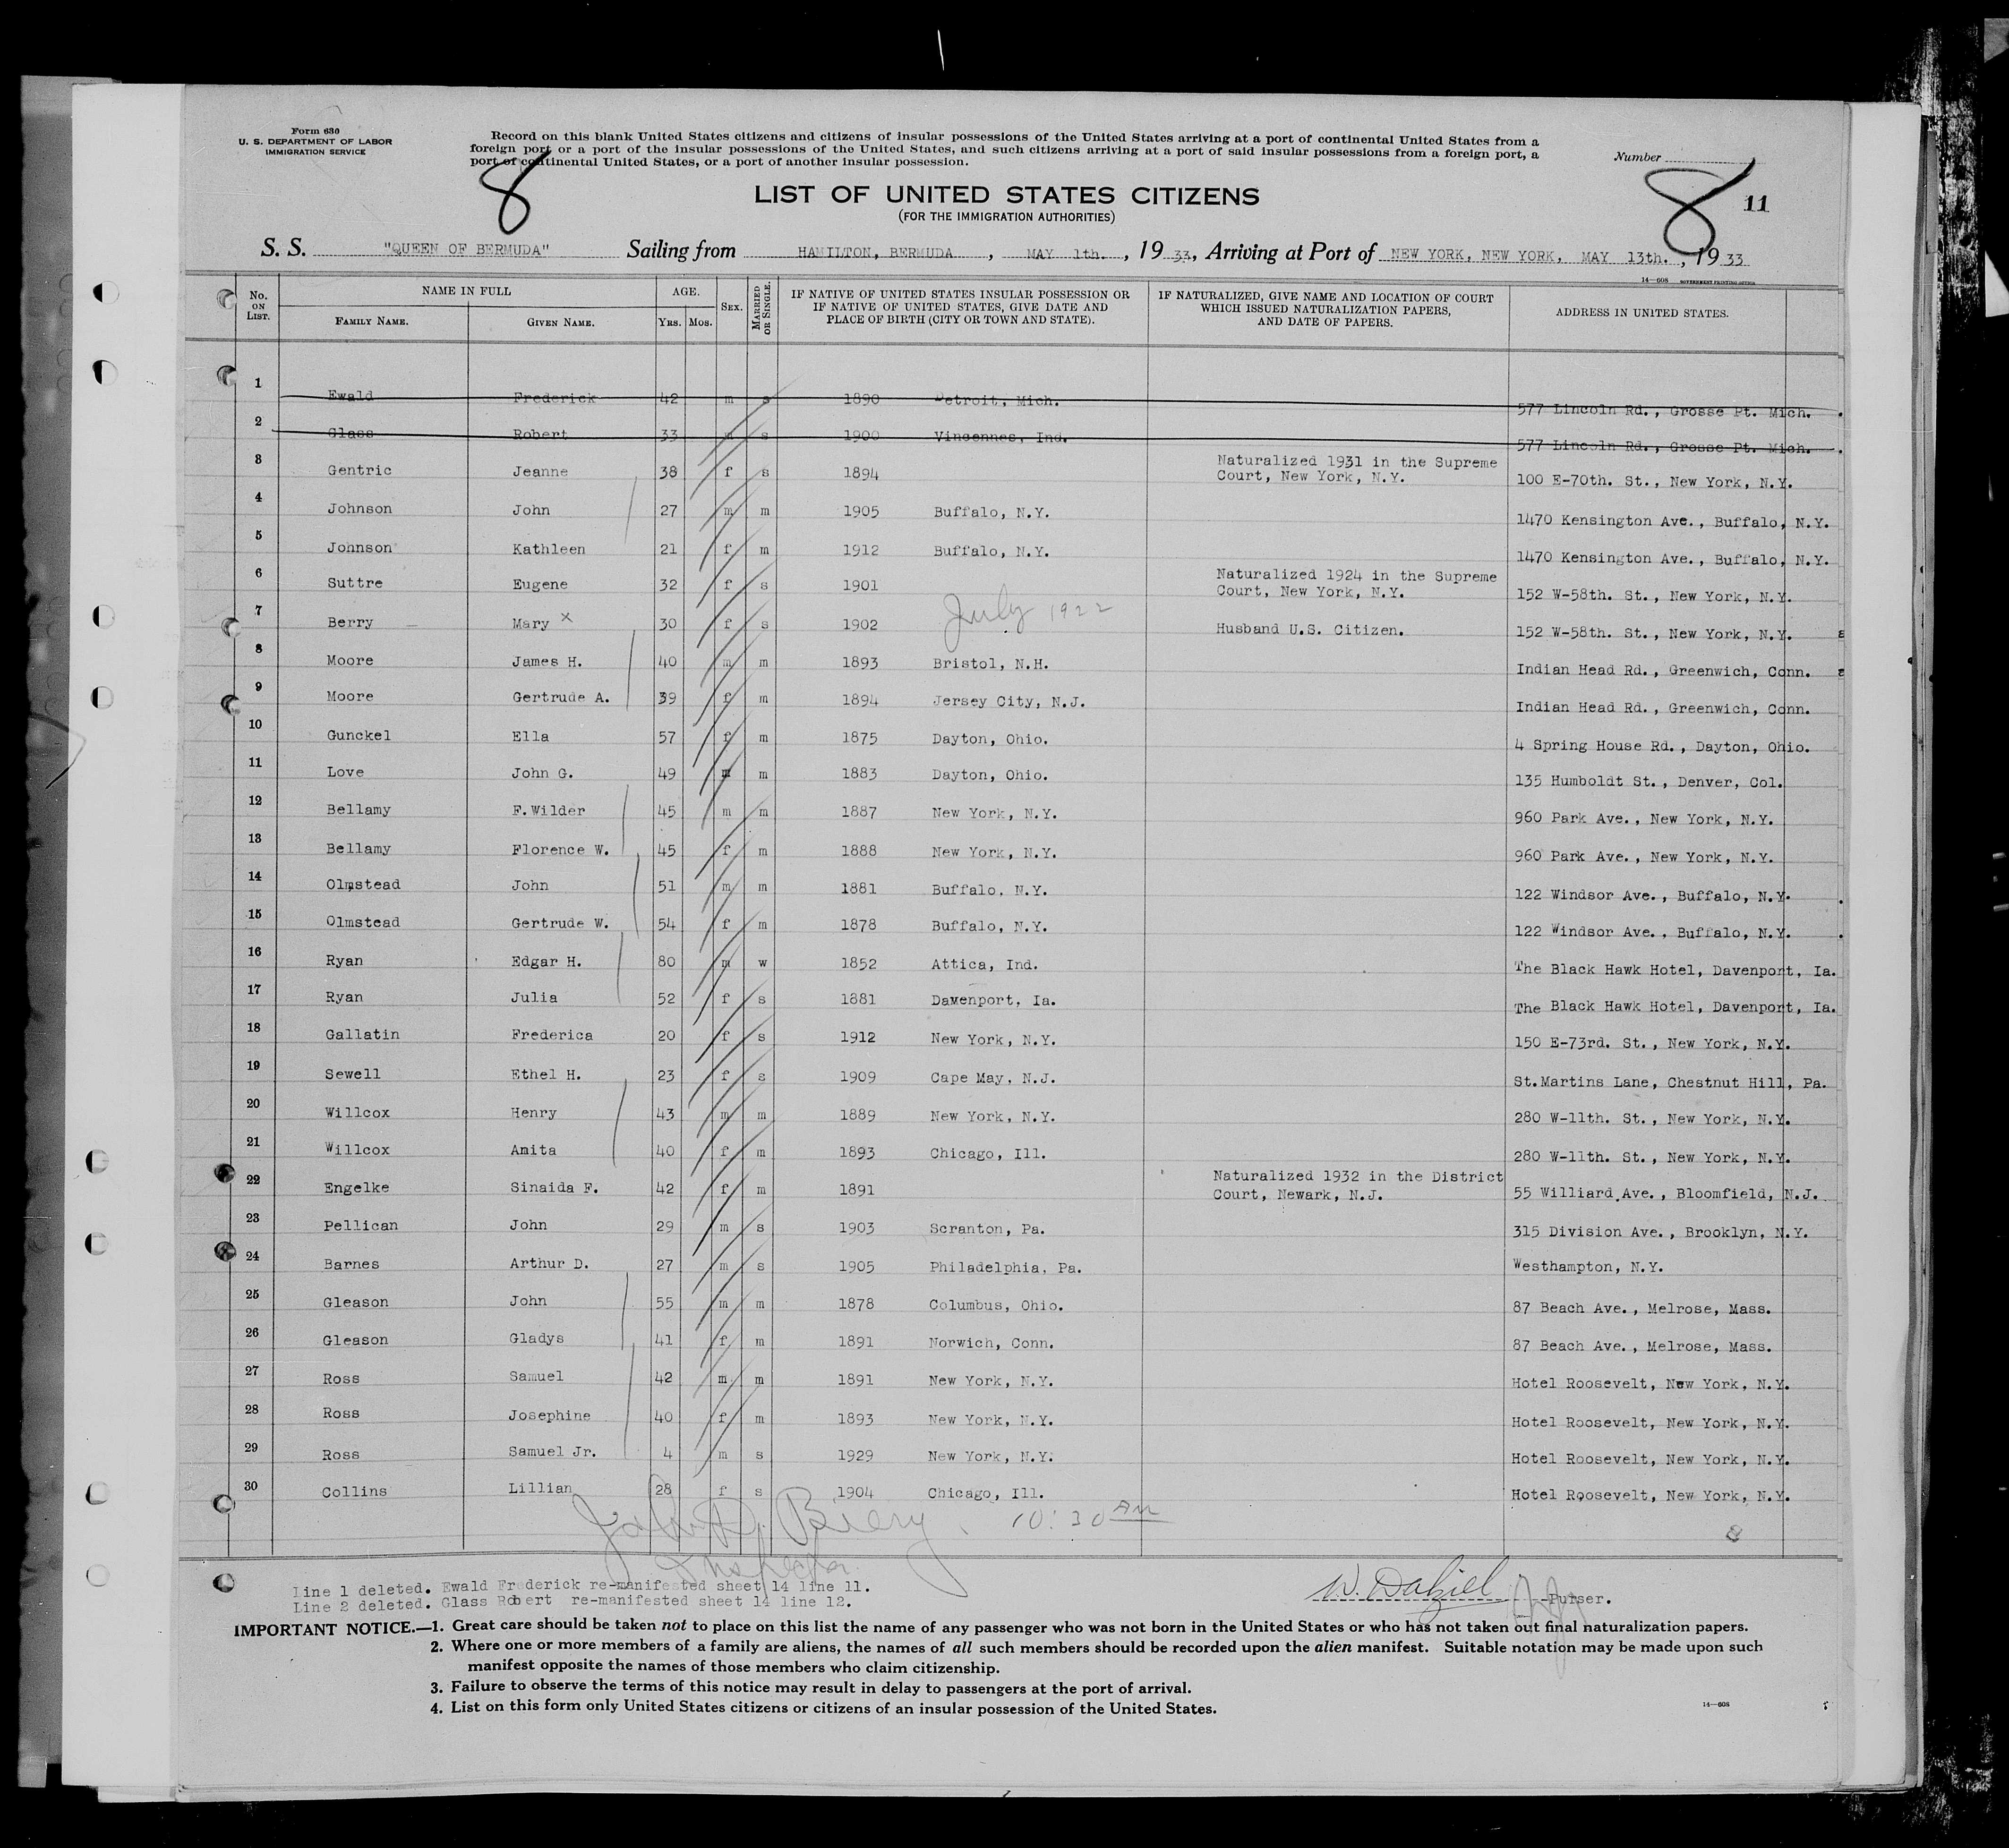 Form 630
U. S. DEPARTMENT OF LABOR
IMMIGRATION SERVICE
Record on this blank United States citizens and citizens of insular possessions of the United States arriving at a port of continental United States from a
foreign port or a port of the insular possessions of the United States, and such citizens arriving at a port of said insular possessions from a foreign port, a
port of continental United States, or a port of another insular possession.
Number
8
8
11
LIST OF UNITED STATES CITIZENS
(FOR THE IMMIGRATION AUTHORITIES)
S. S. "QUEEN OF BERMUDA" Sailing from HAMILTON, BERMUDA, MAY 1th., 1933, Arriving at Port of NEW YORK, NEW YORK, MAY 13th., 1933
14—608 GOVERNMENT PRINTING OFFICE
No. ON LIST. NAME IN FULL AGE. SEX. MARRIED OR SINGLE. IF NATIVE OF UNITED STATES INSULAR POSSESSION OR IF NATIVE OF UNITED STATES, GIVE DATE AND PLACE OF BIRTH (CITY OR TOWN AND STATE). IF NATURALIZED, GIVE NAME AND LOCATION OF COURT WHICH ISSUED NATURALIZATION PAPERS, AND DATE OF PAPERS. ADDRESS IN UNITED STATES.
FAMILY NAME. GIVEN NAME. YRS. MOS.
1 Ewald Frederick 42 m s 1890 Detroit, Mich. 577 Lincoln Rd., Grosse Pt. Mich.
2 Glass Robert 33 m s 1900 Vincennes, Ind. 577 Lincoln Rd., Grosse Pt. Mich.
3 Gentric Jeanne 38 f s 1894 Naturalized 1931 in the Supreme Court, New York, N.Y. 100 E-70th. St., New York, N.Y.
4 Johnson John 27 m m 1905 Buffalo, N.Y. 1470 Kensington Ave., Buffalo, N.Y.
5 Johnson Kathleen 21 f m 1912 Buffalo, N.Y. 1470 Kensington Ave., Buffalo, N.Y.
6 Suttre Eugene 32 f s 1901 Naturalized 1924 in the Supreme Court, New York, N.Y. 152 W-58th. St., New York, N.Y.
7 Berry Mary x 30 f s 1902 July 1922 Husband U.S. Citizen. 152 W-58th. St., New York, N.Y.
8 Moore James H. 40 m m 1893 Bristol, N.H. Indian Head Rd., Greenwich, Conn.
9 Moore Gertrude A. 39 f m 1894 Jersey City, N.J. Indian Head Rd., Greenwich, Conn.
10 Gunckel Ella 57 f m 1875 Dayton, Ohio. 4 Spring House Rd., Dayton, Ohio.
11 Love John G. 49 m m 1883 Dayton, Ohio. 135 Humboldt St., Denver, Col.
12 Bellamy F.Wilder 45 m m 1887 New York, N.Y. 960 Park Ave., New York, N.Y.
13 Bellamy Florence W. 45 f m 1888 New York, N.Y. 960 Park Ave., New York, N.Y.
14 Olmstead John 51 m m 1881 Buffalo, N.Y. 122 Windsor Ave., Buffalo, N.Y.
15 Olmstead Gertrude W. 54 f m 1878 Buffalo, N.Y. 122 Windsor Ave., Buffalo, N.Y.
16 Ryan Edgar H. 80 m w 1852 Attica, Ind. The Black Hawk Hotel, Davenport, Ia.
17 Ryan Julia 52 f s 1881 Davenport, Ia. The Black Hawk Hotel, Davenport, Ia.
18 Gallatin Frederica 20 f s 1912 New York, N.Y. 150 E-73rd. St., New York, N.Y.
19 Sewell Ethel H. 23 f s 1909 Cape May, N.J. St.Martins Lane, Chestnut Hill, Pa.
20 Willcox Henry 43 m m 1889 New York, N.Y. 280 W-11th. St., New York, N.Y.
21 Willcox Anita 40 f m 1893 Chicago, Ill. 280 W-11th. St., New York, N.Y.
22 Engelke Sinaida F. 42 f m 1891 Naturalized 1932 in the District Court, Newark, N.J. 55 Williard Ave., Bloomfield, N.J.
23 Pellican John 29 m s 1903 Scranton, Pa. 315 Division Ave., Brooklyn, N.Y.
24 Barnes Arthur D. 27 m s 1905 Philadelphia, Pa. Westhampton, N.Y.
25 Gleason John 55 m m 1878 Columbus, Ohio. 87 Beach Ave., Melrose, Mass.
26 Gleason Gladys 41 f m 1891 Norwich, Conn. 87 Beach Ave., Melrose, Mass.
27 Ross Samuel 42 m m 1891 New York, N.Y. Hotel Roosevelt, New York, N.Y.
28 Ross Josephine 40 f m 1893 New York, N.Y. Hotel Roosevelt, New York, N.Y.
29 Ross Samuel Jr. 4 m s 1929 New York, N.Y. Hotel Roosevelt, New York, N.Y.
30 Collins Lillian 28 f s 1904 Chicago, Ill. Hotel Roosevelt, New York, N.Y.
John D. Biery. 10:30 AM
Inspector.
Line 1 deleted. Ewald Frederick re-manifested sheet 14 line 11.
Line 2 deleted. Glass Robert re-manifested sheet 14 line 12.
W. Dalziel Purser.
IMPORTANT NOTICE.—1. Great care should be taken not to place on this list the name of any passenger who was not born in the United States or who has not taken out final naturalization papers.
2. Where one or more members of a family are aliens, the names of all such members should be recorded upon the alien manifest. Suitable notation may be made upon such
manifest opposite the names of those members who claim citizenship.
3. Failure to observe the terms of this notice may result in delay to passengers at the port of arrival.
4. List on this form only United States citizens or citizens of an insular possession of the United States.
14—608